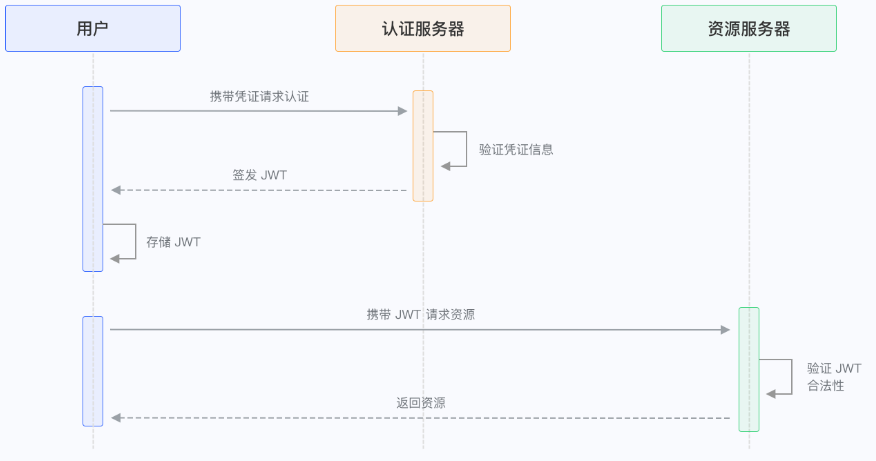 用户
认证服务器
资源服务器
携带凭证请求认证
验证凭证信息
签发 JWT
存储 JWT
携带 JWT 请求资源
验证 JWT
合法性
返回资源